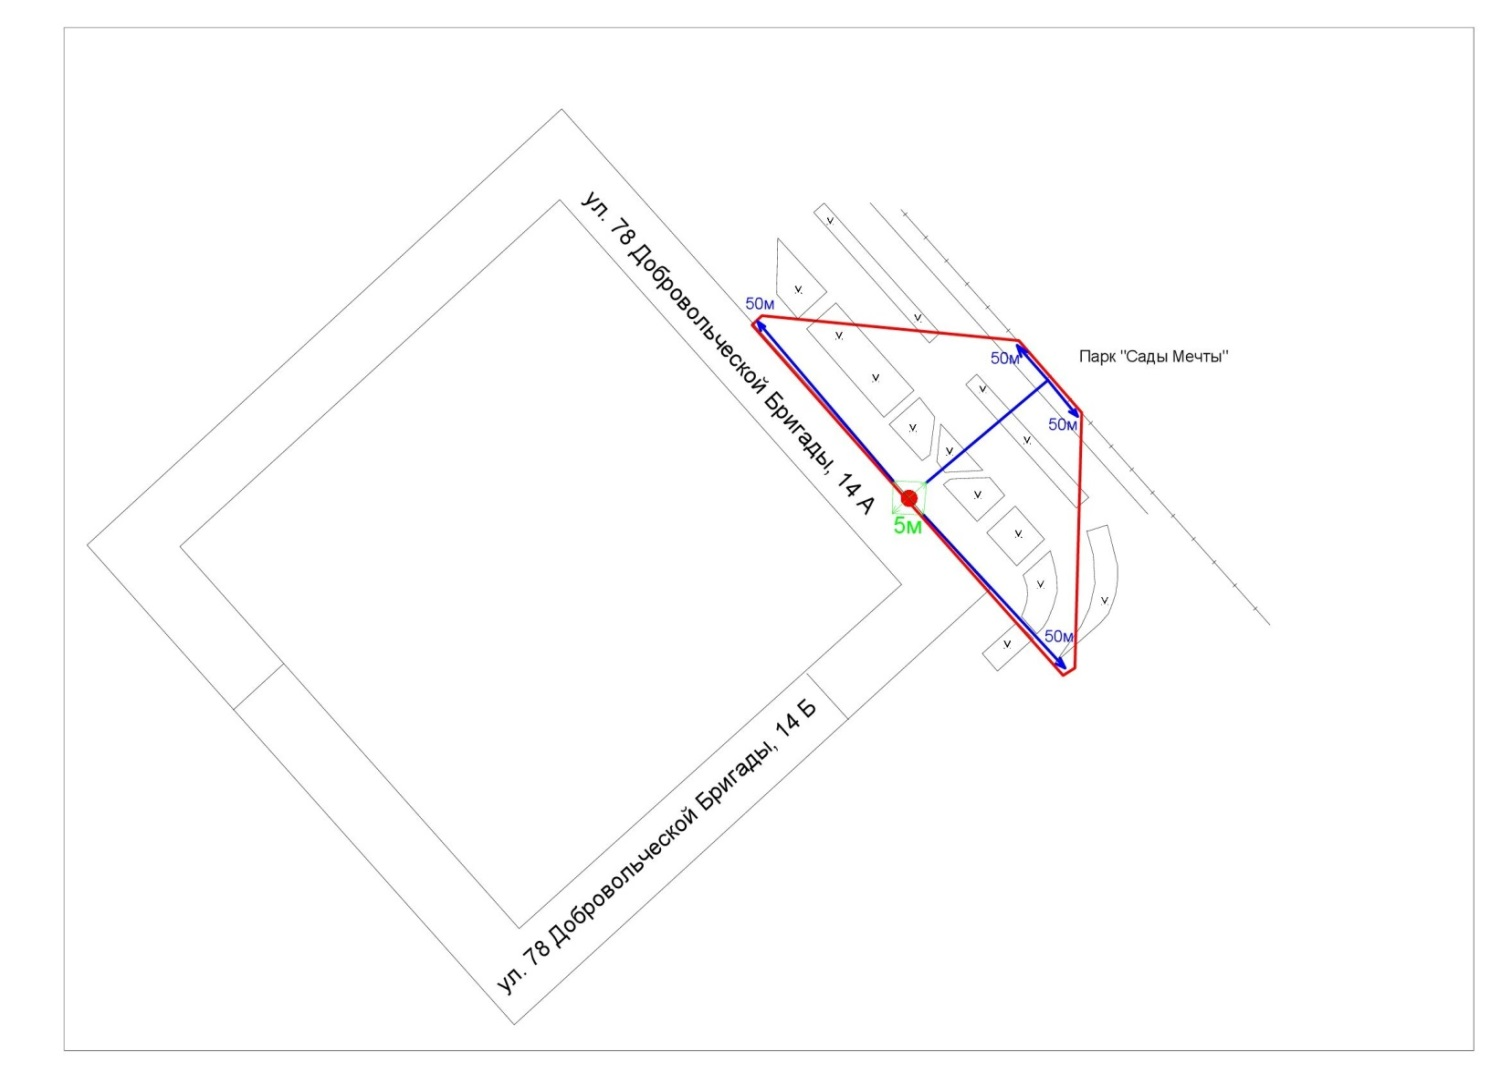 ул. 78 Добровольческой Бригады, 14 А
50м
50м
Парк "Сады Мечты"
50м
5м
50м
ул. 78 Добровольческой Бригады, 14 Б